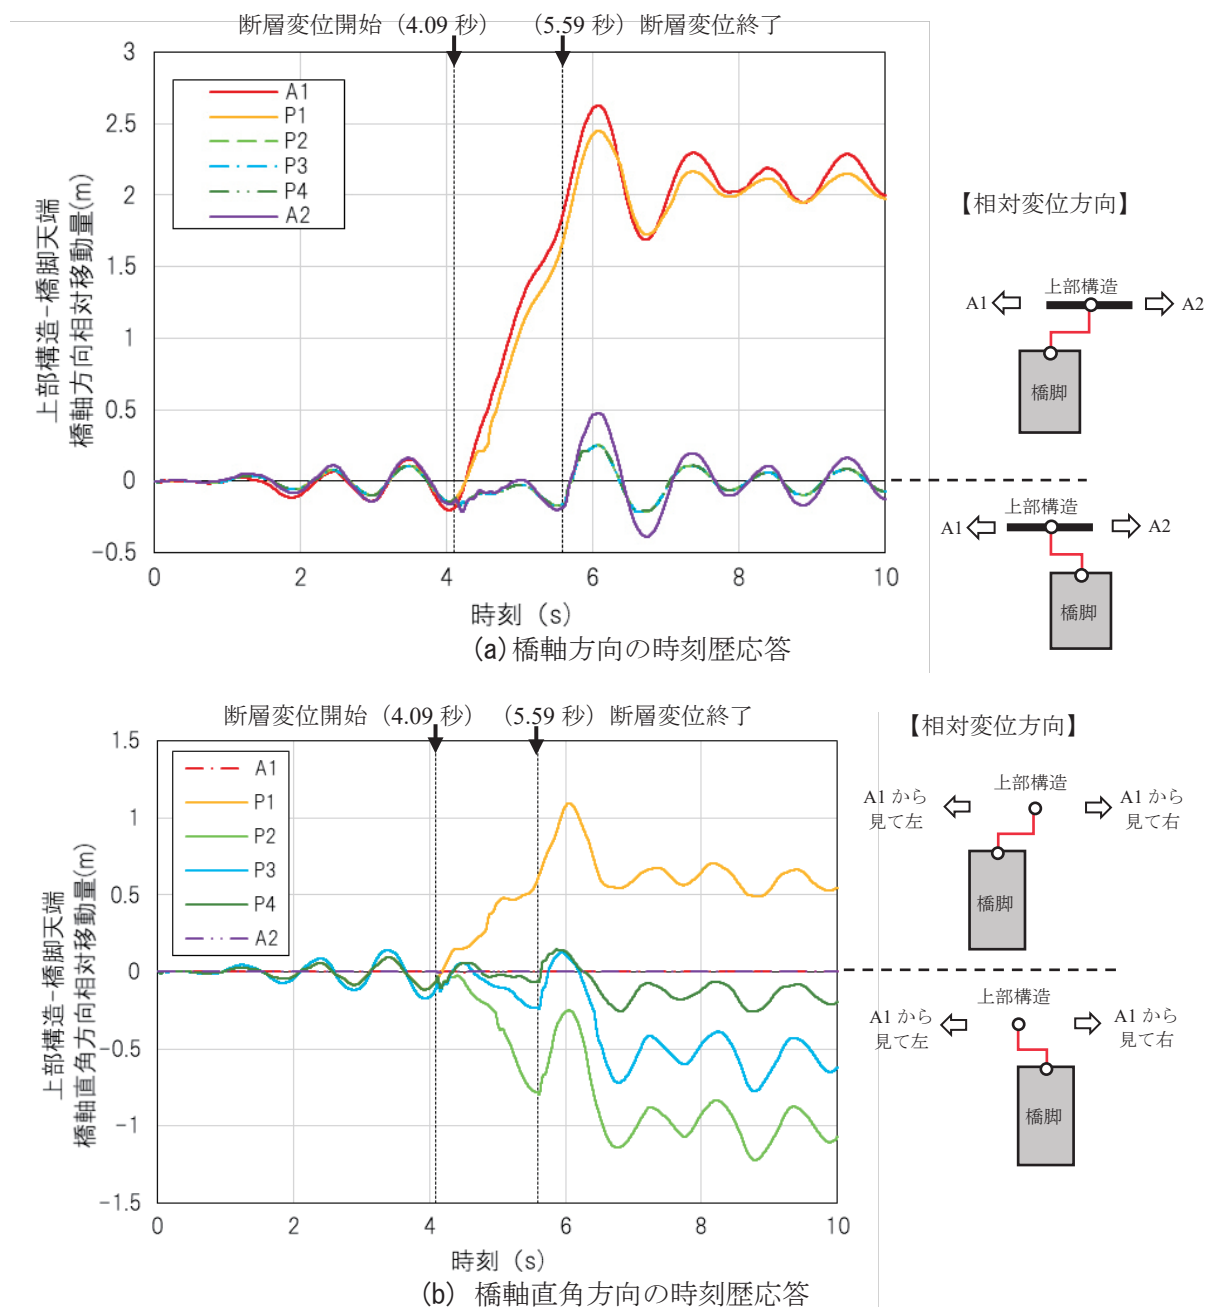 断層変位開始（4.09 秒）　（5.59 秒）断層変位終了
3
2.5
2
1.5
1
0.5
0
-0.5
上部構造-橋脚天端
橋軸方向相対移動量(m)
A1
P1
P2
P3
P4
A2
0 2 4 6 8 10
時刻 (s)
(a)橋軸方向の時刻歴応答
【相対変位方向】
上部構造
A1 A2
橋脚
上部構造
A1 A2
橋脚
断層変位開始（4.09 秒）　（5.59 秒）断層変位終了
1.5
1
0.5
0
-0.5
-1
-1.5
上部構造-橋脚天端
橋軸直角方向相対移動量(m)
A1
P1
P2
P3
P4
A2
0 2 4 6 8 10
時刻 (s)
(b) 橋軸直角方向の時刻歴応答
【相対変位方向】
上部構造
A1 から
見て左
A1 から
見て右
橋脚
上部構造
A1 から
見て左
A1 から
見て右
橋脚